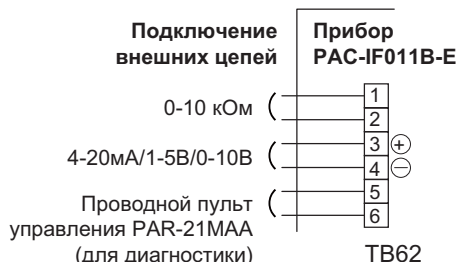 Подключение
внешних цепей
Прибор
PAC-IF011B-E
0-10 кОм
1
2
4-20мА/1-5В/0-10В
3 +
4 −
Проводной пульт
управления PAR-21MAA
(для диагностики)
5
6
TB62